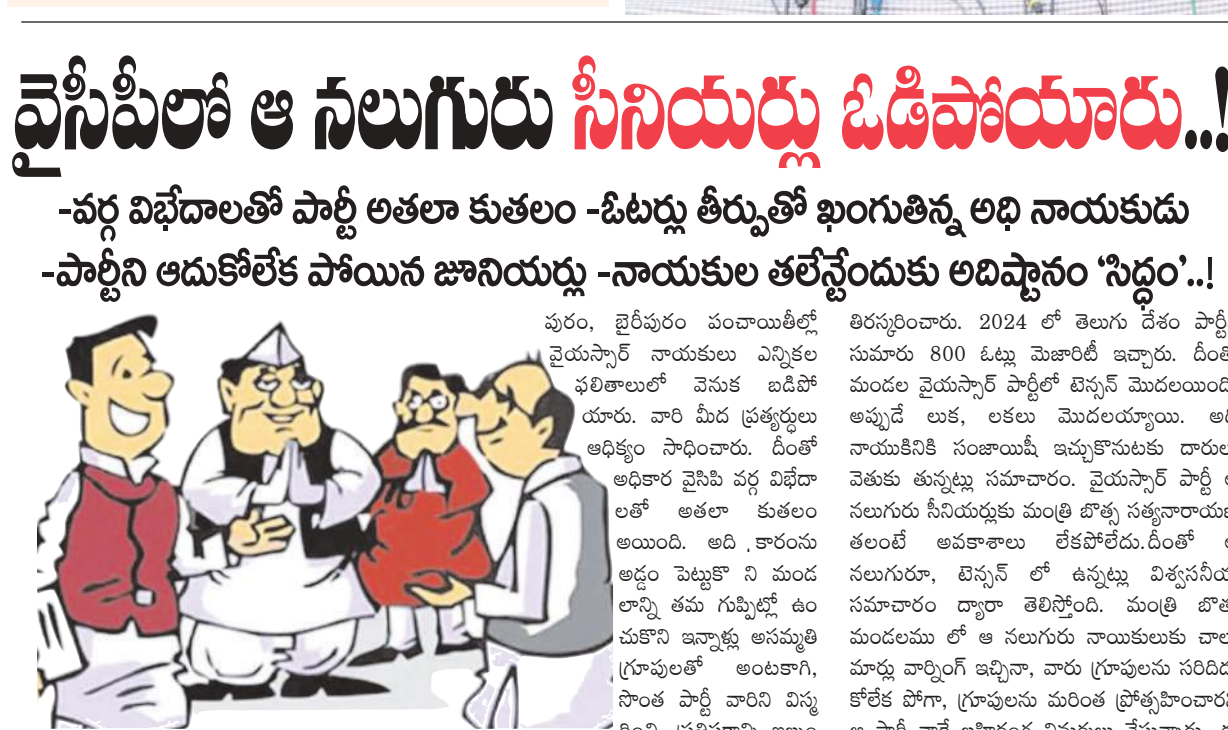 వైసీపీలో ఆ నలుగురు సీనియర్లు ఓడిపోయారు..!
-వర్గ విభేదాలతో పార్టీ అతలా కుతలం -ఓటర్లు తీర్పుతో ఖంగుతిన్న అధి నాయకుడు
-పార్టీని ఆదుకోలేక పోయిన జూనియర్లు -నాయకుల తలేన్టేందుకు అదిష్టానం ‘సిద్ధం’..!
పురం, బైరీపురం పంచాయితీల్లో
వైయస్సార్ నాయకులు ఎన్నికల
ఫలితాలులో వెనుక బడిపో
యారు. వారి మీద ప్రత్యర్ధులు
ఆధిక్యం సాధించారు. దీంతో
అధికార వైసిపి వర్గ విభేదా
లతో అతలా కుతలం
అయింది. అది . కారంను
అడ్డం పెట్టుకొ ని మండ
లాన్ని తమ గుప్పిట్లో ఉం
చుకొని ఇన్నాళ్లు అసమ్మతి
గ్రూపులతో అంటకాగి,
సొంత పార్టీ వారిని విస్మ
తిరస్కరించారు. 2024 లో తెలుగు దేశం పార్టీ
సుమారు 800 ఓట్లు మెజారిటీ ఇచ్చారు. దీంతో
మండల వైయస్సార్ పార్టీలో టెన్సన్ మొదలయింది
అప్పుడే లుక, లకలు మొదలయ్యాయి.
నాయుకినికి సంజాయిషీ ఇచ్చుకొనుటకు దారుల
వెతుకు తున్నట్లు సమాచారం. వైయస్సార్ పార్టీ
నలుగురు సీనియర్లుకు మంత్రి బొత్స సత్యనారాయణ
తలంటే అవకాశాలు లేకపోలేదు.దీంతో
నలుగురూ, టెన్సన్ లో ఉన్నట్లు విశ్వసనీయ
సమాచారం ద్యారా తెలిస్తోంది. మంత్రి బొత్స
మండలము లో ఆ నలుగురు నాయికులుకు చాల
మార్లు వార్నింగ్ ఇచ్చినా, వారు గ్రూపులను సరిదిద
కోలేక పోగా, గ్రూపులను మరింత ప్రోత్సహించార